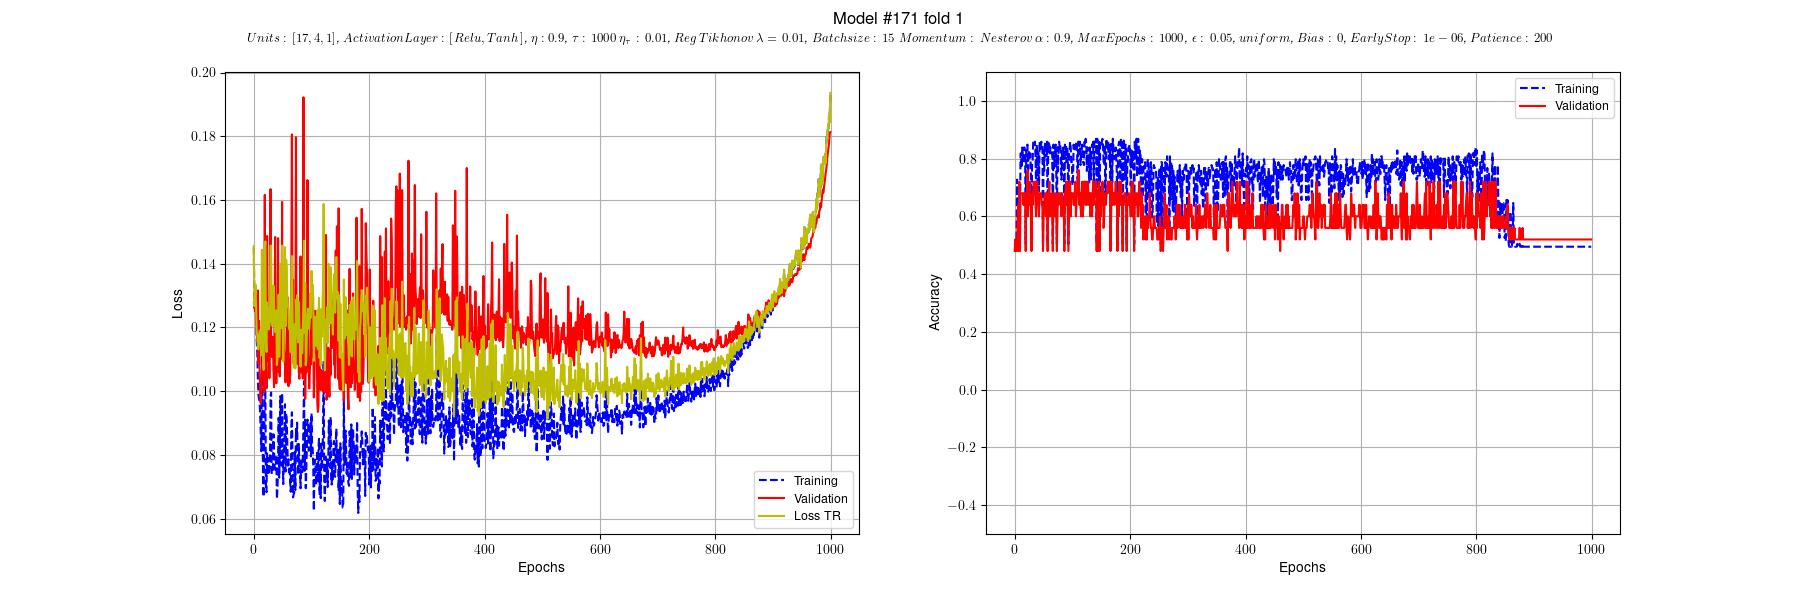 Model #171 fold 1
Units : [17, 4, 1], ActivationLayer : [Relu, Tanh], η : 0.9, τ : 1000 η_τ : 0.01, Reg Tikhonov λ = 0.01, Batchsize : 15 Momentum : Nesterov α : 0.9, MaxEpochs : 1000, ϵ : 0.05, uniform, Bias : 0, EarlyStop : 1e − 06, Patience : 200
Loss
0.20
0.18
0.16
0.14
0.12
0.10
0.08
0.06
Training
Validation
Loss TR
0 200 400 600 800 1000
Epochs
Accuracy
1.0
0.8
0.6
0.4
0.2
0.0
−0.2
−0.4
Training
Validation
0 200 400 600 800 1000
Epochs